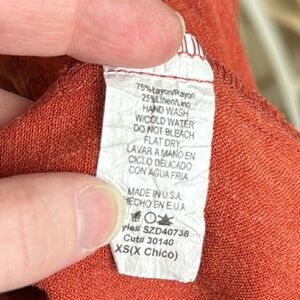 75% Rayon/Rayon
25% Linen/Lino
HAND WASH
W/COLD WATER
DO NOT BLEACH
FLAT DRY
LAVAR A MANO EN
CICLO DELICADO
CON AGUA FRIA
MADE IN U.S.A
HECHO EN E.U.A
yle# SZD40738
Cut# 30140
XS(X Chico)